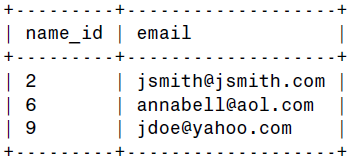 +---------+-------------------+
| name_id | email             |
+---------+-------------------+
| 2       | jsmith@jsmith.com |
| 6       | annabell@aol.com  |
| 9       | jdoe@yahoo.com    |
+---------+-------------------+